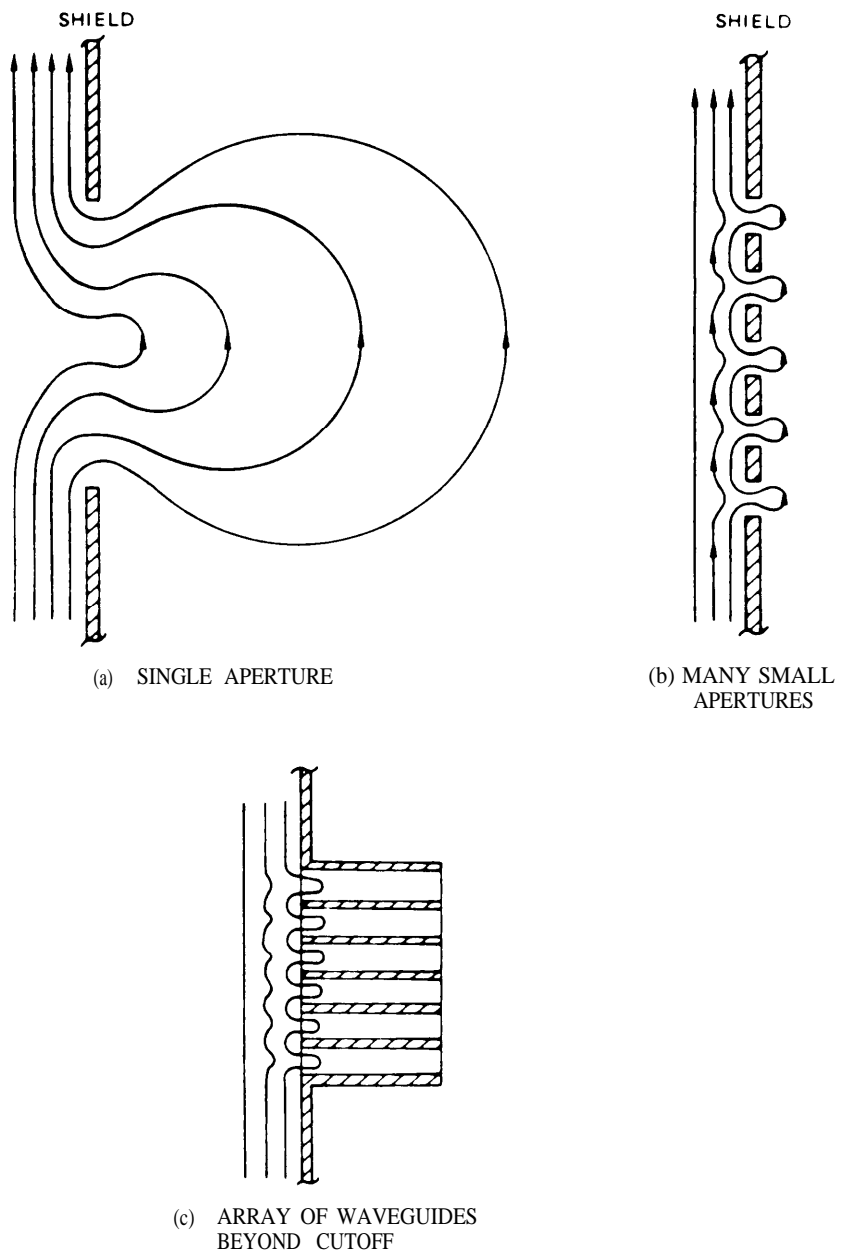 SHIELD
SHIELD
(a) SINGLE APERTURE
(b) MANY SMALL
APERTURES
(c) ARRAY OF WAVEGUIDES
BEYOND CUTOFF